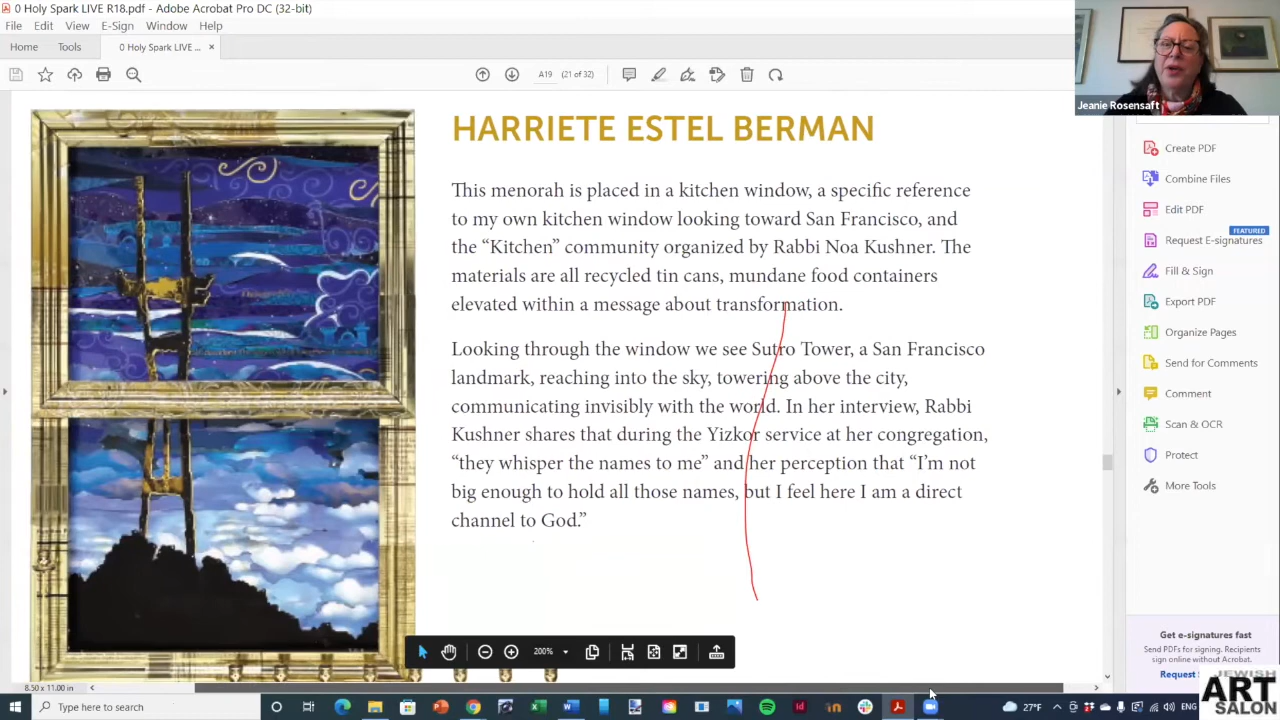 0 Holy Spark LIVE R18.pdf - Adobe Acrobat Pro DC (32-bit)
File Edit View E-Sign Window Help
Home Tools 0 Holy Spark LIVE ... ×
A19 (21 of 32)
Jeanie Rosensaft
HARRIETE ESTEL BERMAN
This menorah is placed in a kitchen window, a specific reference
to my own kitchen window looking toward San Francisco, and
the “Kitchen” community organized by Rabbi Noa Kushner. The
materials are all recycled tin cans, mundane food containers
elevated within a message about transformation.
Looking through the window we see Sutro Tower, a San Francisco
landmark, reaching into the sky, towering above the city,
communicating invisibly with the world. In her interview, Rabbi
Kushner shares that during the Yizkor service at her congregation,
“they whisper the names to me” and her perception that “I’m not
big enough to hold all those names, but I feel here I am a direct
channel to God.”
Create PDF
Combine Files
Edit PDF
FEATURED
Request E-signatures
Fill & Sign
Export PDF
Organize Pages
Send for Comments
Comment
Scan & OCR
Protect
More Tools
Get e-signatures fast
Send PDFs for signing. Recipients
sign online without Acrobat.
Request
200%
8.50 x 11.00 in
Type here to search
27°F
ENG
JEWISH
ART
SALON